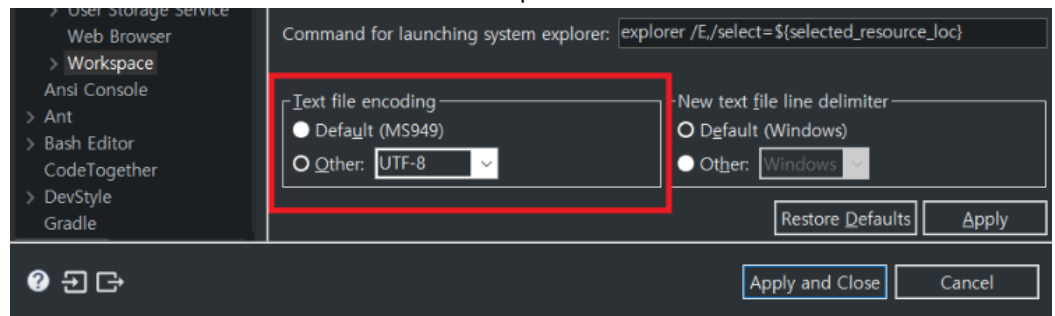 > User Storage Service
Web Browser
> Workspace
Ansi Console
> Ant
> Bash Editor
CodeTogether
> DevStyle
Gradle
Command for launching system explorer: explorer /E,/select=${selected_resource_loc}
Text file encoding
Default (MS949)
Other: UTF-8
New text file line delimiter
Default (Windows)
Other: Windows
Restore Defaults
Apply
Apply and Close
Cancel